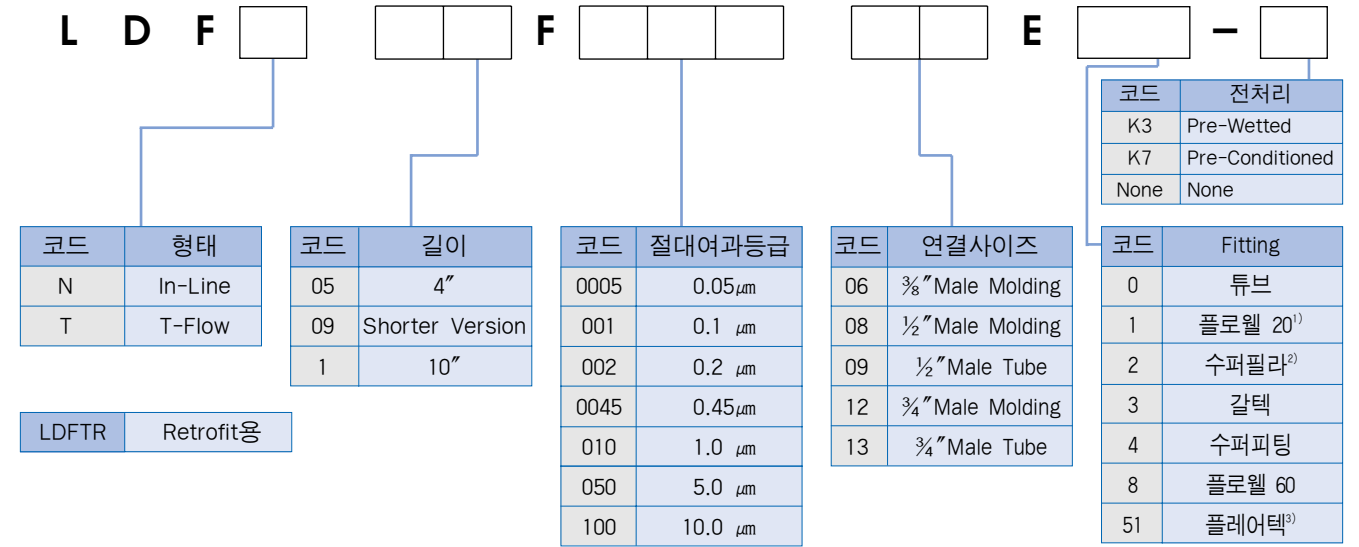 L D F F E –
코드 전처리
K3 Pre-Wetted
K7 Pre-Conditioned
None None
코드 형태
N In-Line
T T-Flow
LDFTR Retrofit용
코드 길이
05 4″
09 Shorter Version
1 10″
코드 절대여과등급
0005 0.05㎛
001 0.1 ㎛
002 0.2 ㎛
0045 0.45㎛
010 1.0 ㎛
050 5.0 ㎛
100 10.0 ㎛
코드 연결사이즈
06 ⅜″Male Molding
08 ½″Male Molding
09 ½″Male Tube
12 ¾″Male Molding
13 ¾″Male Tube
코드 Fitting
0 튜브
1 플로웰 20¹⁾
2 수퍼필라²⁾
3 갈텍
4 수퍼피팅
8 플로웰 60
51 플레어텍³⁾